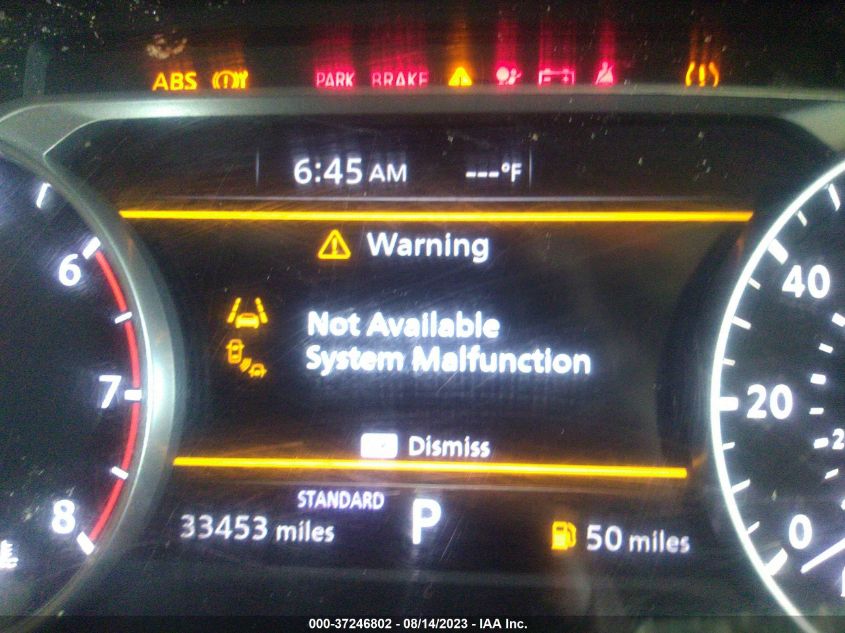 ABS PARK BRAKE
6:45 AM ---°F
Warning
Not Available
System Malfunction
Dismiss
STANDARD
33453 miles P 50 miles
6
7
8
40
20
0
2
000-37246802 - 08/14/2023 - IAA Inc.